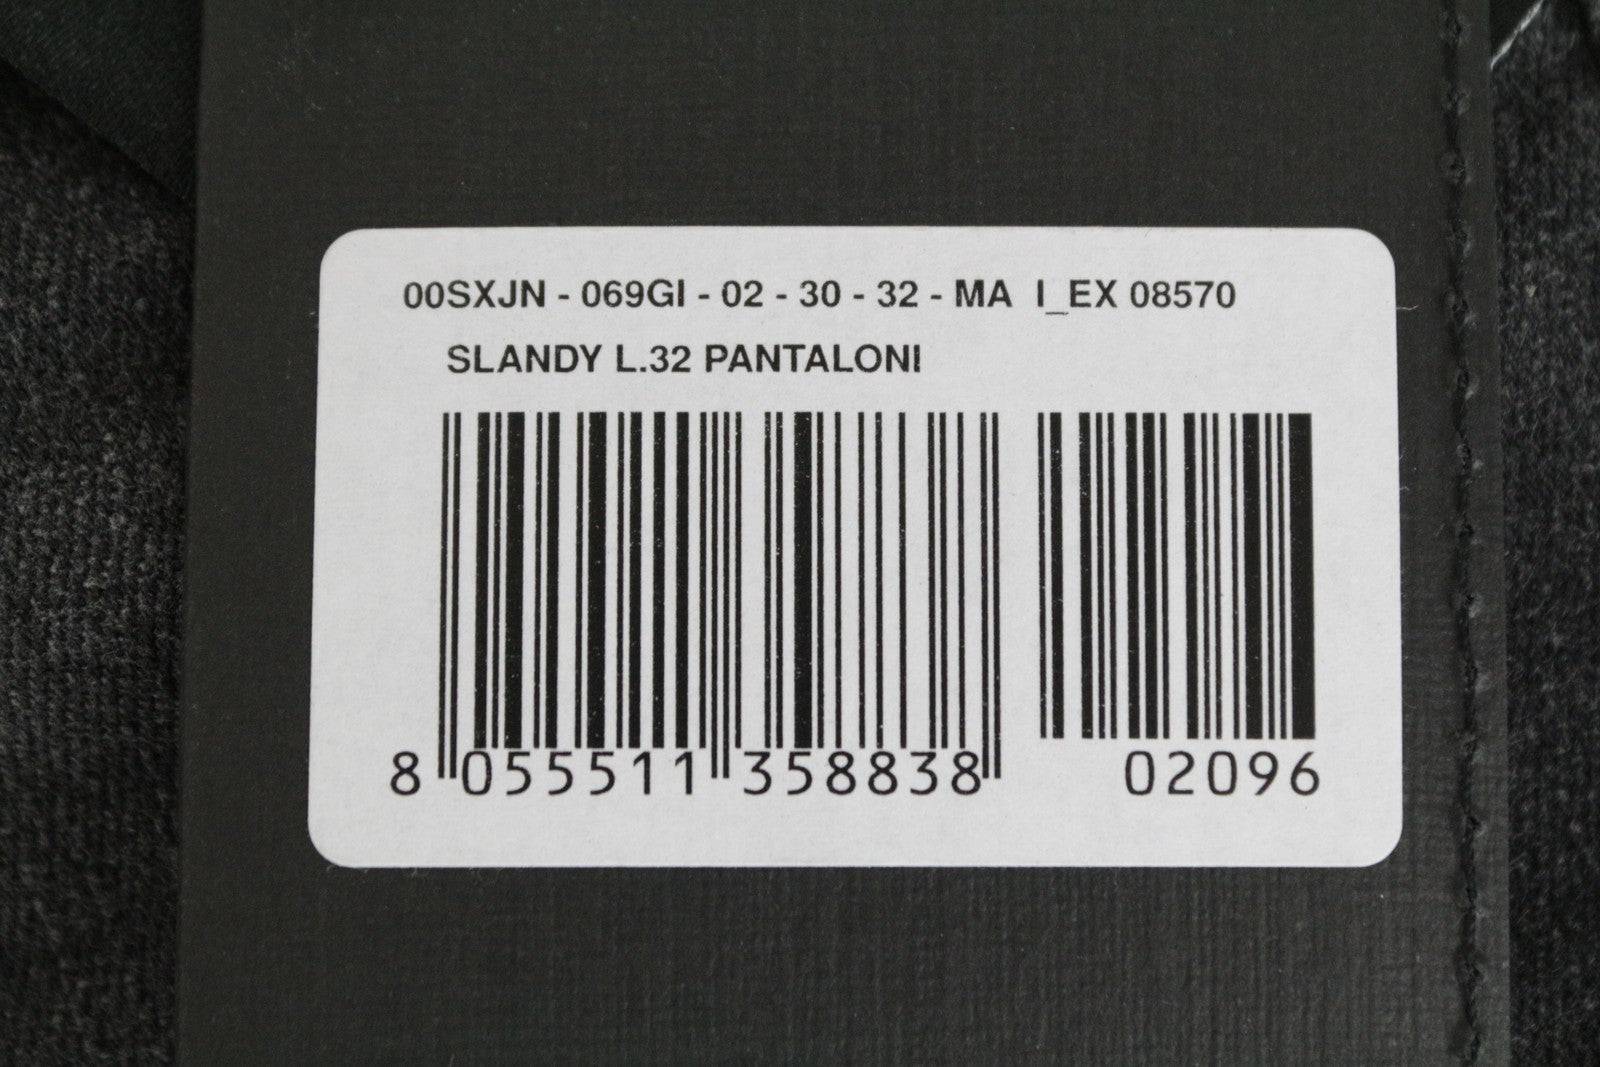 00SXJN - 069GI - 02 - 30 - 32 - MA I_EX 08570
SLANDY L.32 PANTALONI
8 055511 358838 02096